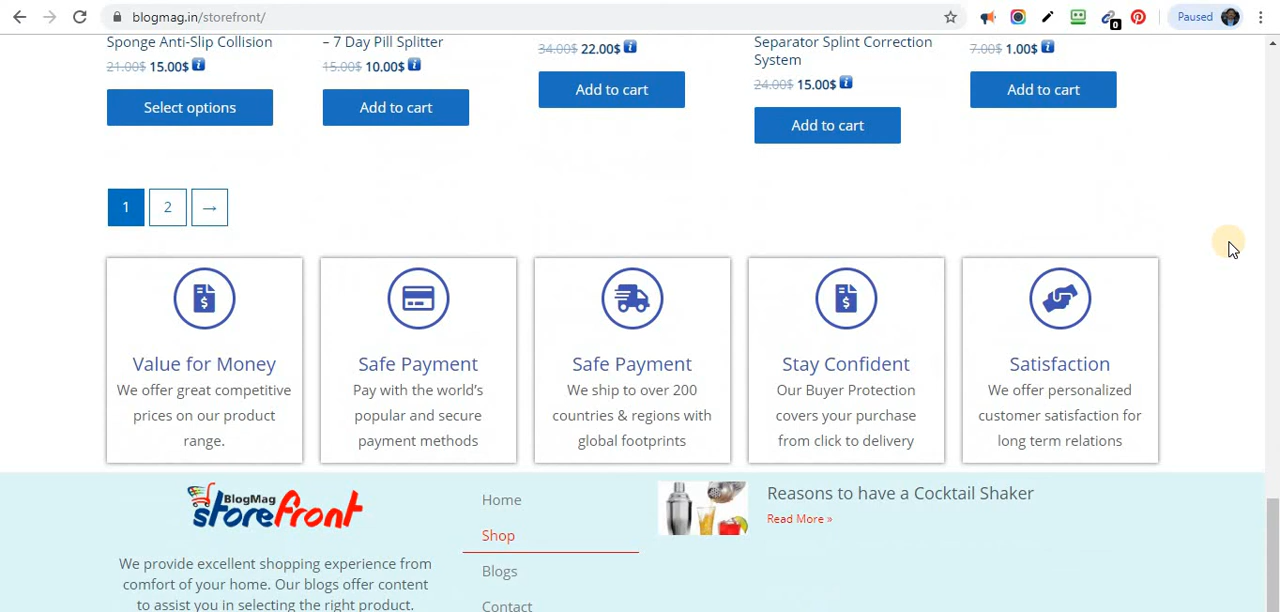 blogmag.in/storefront/
0
Paused
Sponge Anti-Slip Collision
21.00$ 15.00$
Select options
– 7 Day Pill Splitter
15.00$ 10.00$
Add to cart
34.00$ 22.00$
Add to cart
Separator Splint Correction
System
24.00$ 15.00$
Add to cart
7.00$ 1.00$
Add to cart
1 2 →
Value for Money
We offer great competitive
prices on our product
range.
Safe Payment
Pay with the world's
popular and secure
payment methods
Safe Payment
We ship to over 200
countries & regions with
global footprints
Stay Confident
Our Buyer Protection
covers your purchase
from click to delivery
Satisfaction
We offer personalized
customer satisfaction for
long term relations
BlogMag
storefront
We provide excellent shopping experience from
comfort of your home. Our blogs offer content
to assist you in selecting the right product.
Home
Shop
Blogs
Contact
Reasons to have a Cocktail Shaker
Read More »